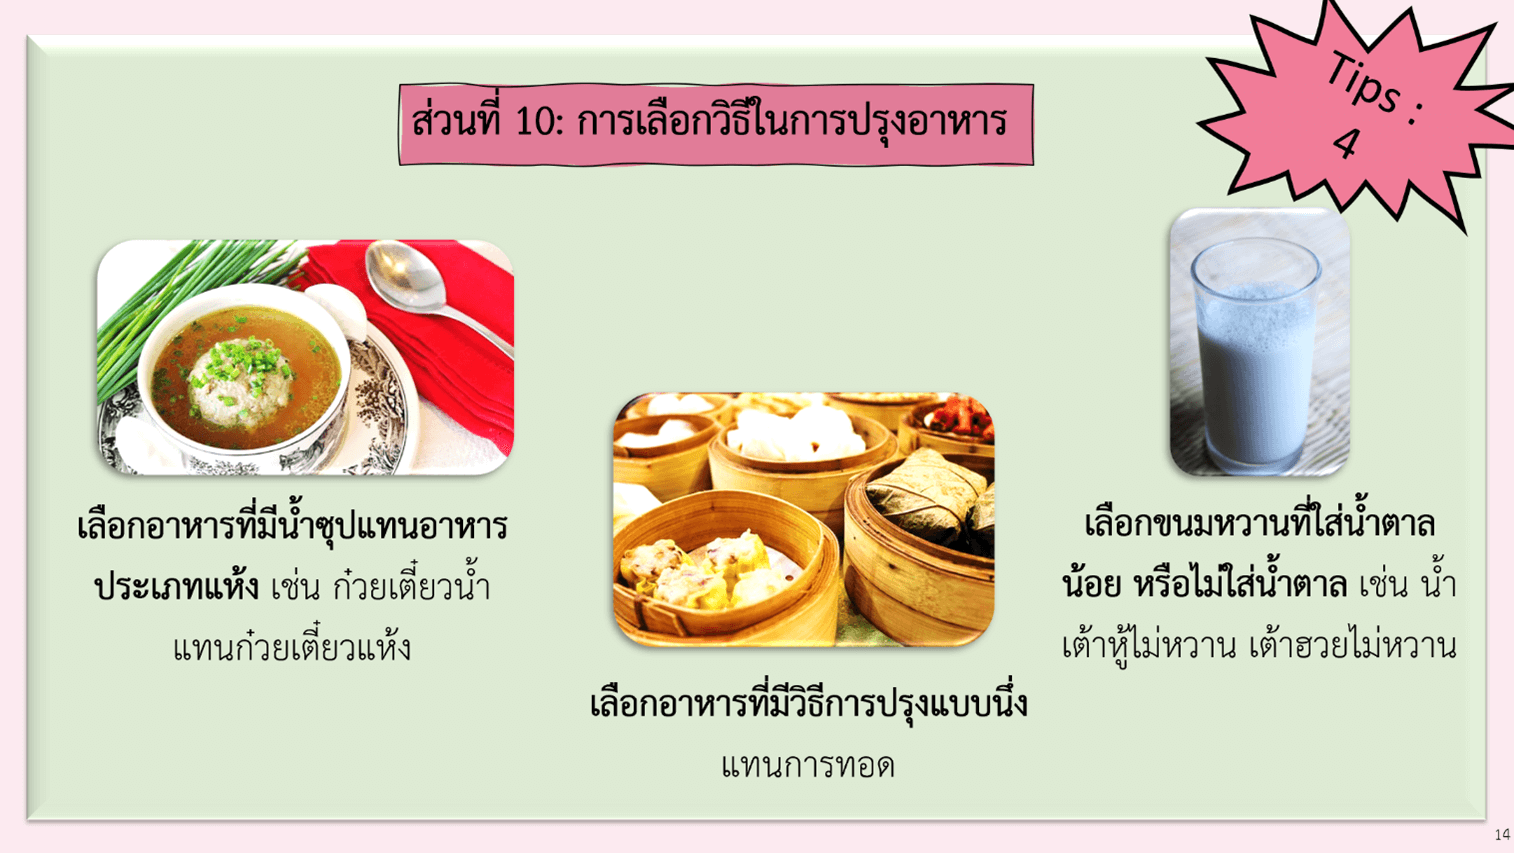 ส่วนที่ 10: การเลือกวิธีในการปรุงอาหาร
Tips :
4
เลือกอาหารที่มีน้ำซุปแทนอาหาร
ประเภทแห้ง เช่น ก๋วยเตี๋ยวน้ำ
แทนก๋วยเตี๋ยวแห้ง
เลือกอาหารที่มีวิธีการปรุงแบบนึ่ง
แทนการทอด
เลือกขนมหวานที่ใส่น้ำตาล
น้อย หรือไม่ใส่น้ำตาล เช่น น้ำ
เต้าหู้ไม่หวาน เต้าฮวยไม่หวาน
14